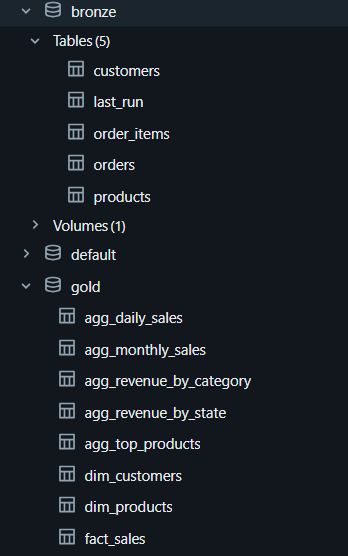 bronze
Tables (5)
customers
last_run
order_items
orders
products
Volumes (1)
default
gold
agg_daily_sales
agg_monthly_sales
agg_revenue_by_category
agg_revenue_by_state
agg_top_products
dim_customers
dim_products
fact_sales